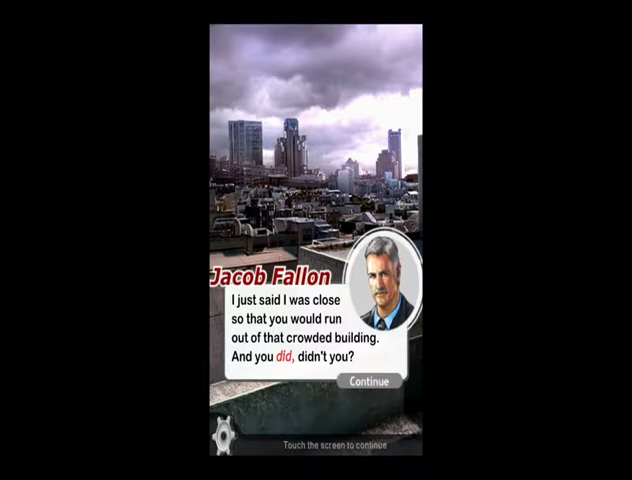 Jacob Fallon
I just said I was close
so that you would run
out of that crowded building.
And you did, didn't you?
Continue
Touch the screen to continue